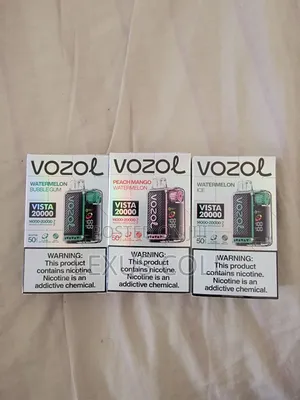 VOZOL
WATERMELON
BUBBLE GUM
VISTA
20000
WARNING:
This product
contains nicotine.
Nicotine is an
addictive chemical.
VOZOL
PEACH MANGO
WATERMELON
VISTA
20000
WARNING:
This product
contains nicotine.
Nicotine is an
addictive chemical.
VOZOL
WATERMELON
ICE
VISTA
20000
WARNING:
This product
contains nicotine.
Nicotine is an
addictive chemical.